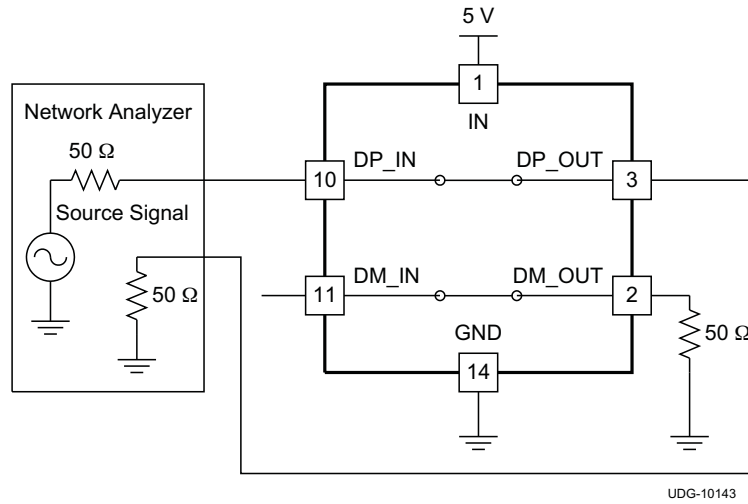 5 V
1
IN
Network Analyzer
50 Ω
Source Signal
50 Ω
10
DP_IN
DP_OUT
3
11
DM_IN
DM_OUT
2
50 Ω
GND
14
UDG-10143